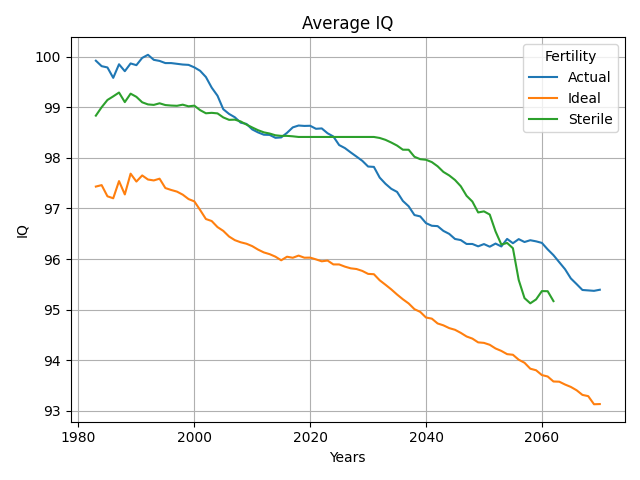 Average IQ
Fertility
Actual
Ideal
Sterile
IQ
100
99
98
97
96
95
94
93
1980
2000
2020
2040
2060
Years